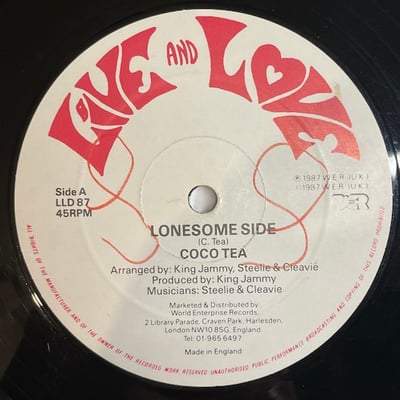 LIVE AND LOVE
℗ 1987 W.E.R. (UK)
© 1987 W.E.R. (UK)
WER
Side A
LLD 87
45RPM
LONESOME SIDE
(C. Tea)
COCO TEA
Arranged by: King Jammy, Steelie & Cleavie
Produced by: King Jammy
Musicians: Steelie & Cleavie
Marketed & Distributed by:
World Enterprise Records,
2 Library Parade, Craven Park, Harlesden,
London NW10 8SG, England.
Tel: 01-965 6497
Made in England
ALL RIGHTS OF THE MANUFACTURER AND OF THE OWNER OF THE RECORDED WORK RESERVED UNAUTHORISED PUBLIC PERFORMANCE BROADCASTING AND COPYING OF THIS RECORD PROHIBITED